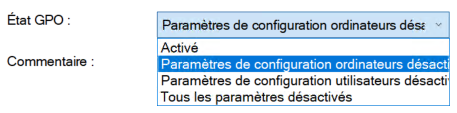 État GPO :
Paramètres de configuration ordinateurs désa
Activé
Paramètres de configuration ordinateurs désacti
Commentaire :
Paramètres de configuration utilisateurs désacti
Tous les paramètres désactivés